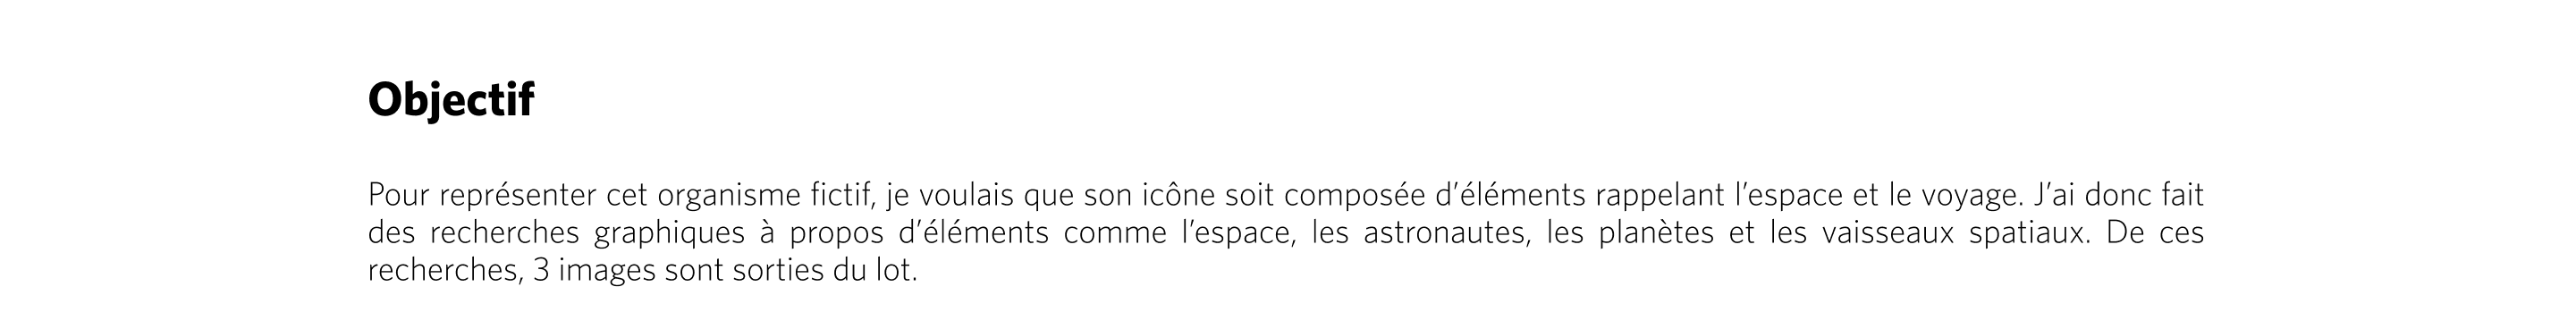 Objectif
Pour représenter cet organisme fictif, je voulais que son icône soit composée d’éléments rappelant l’espace et le voyage. J’ai donc fait
des recherches graphiques à propos d’éléments comme l’espace, les astronautes, les planètes et les vaisseaux spatiaux. De ces
recherches, 3 images sont sorties du lot.